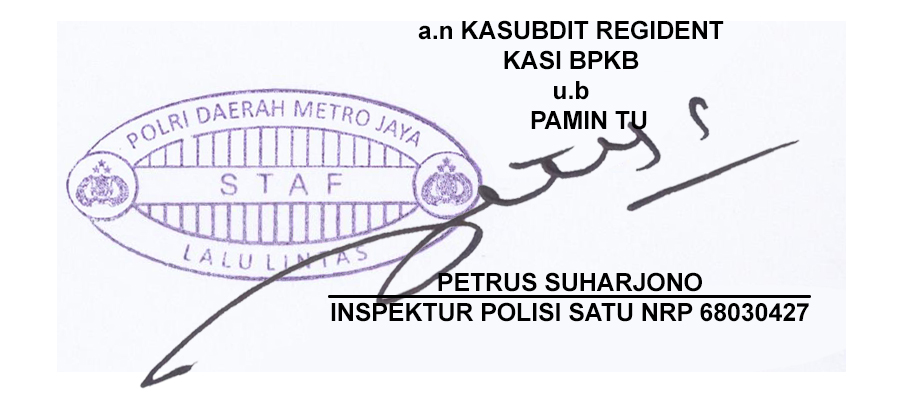 a.n KASUBDIT REGIDENT
KASI BPKB
u.b
PAMIN TU
POLRI DAERAH METRO JAYA
STAF
LALU LINTAS
PETRUS SUHARJONO
INSPEKTUR POLISI SATU NRP 68030427